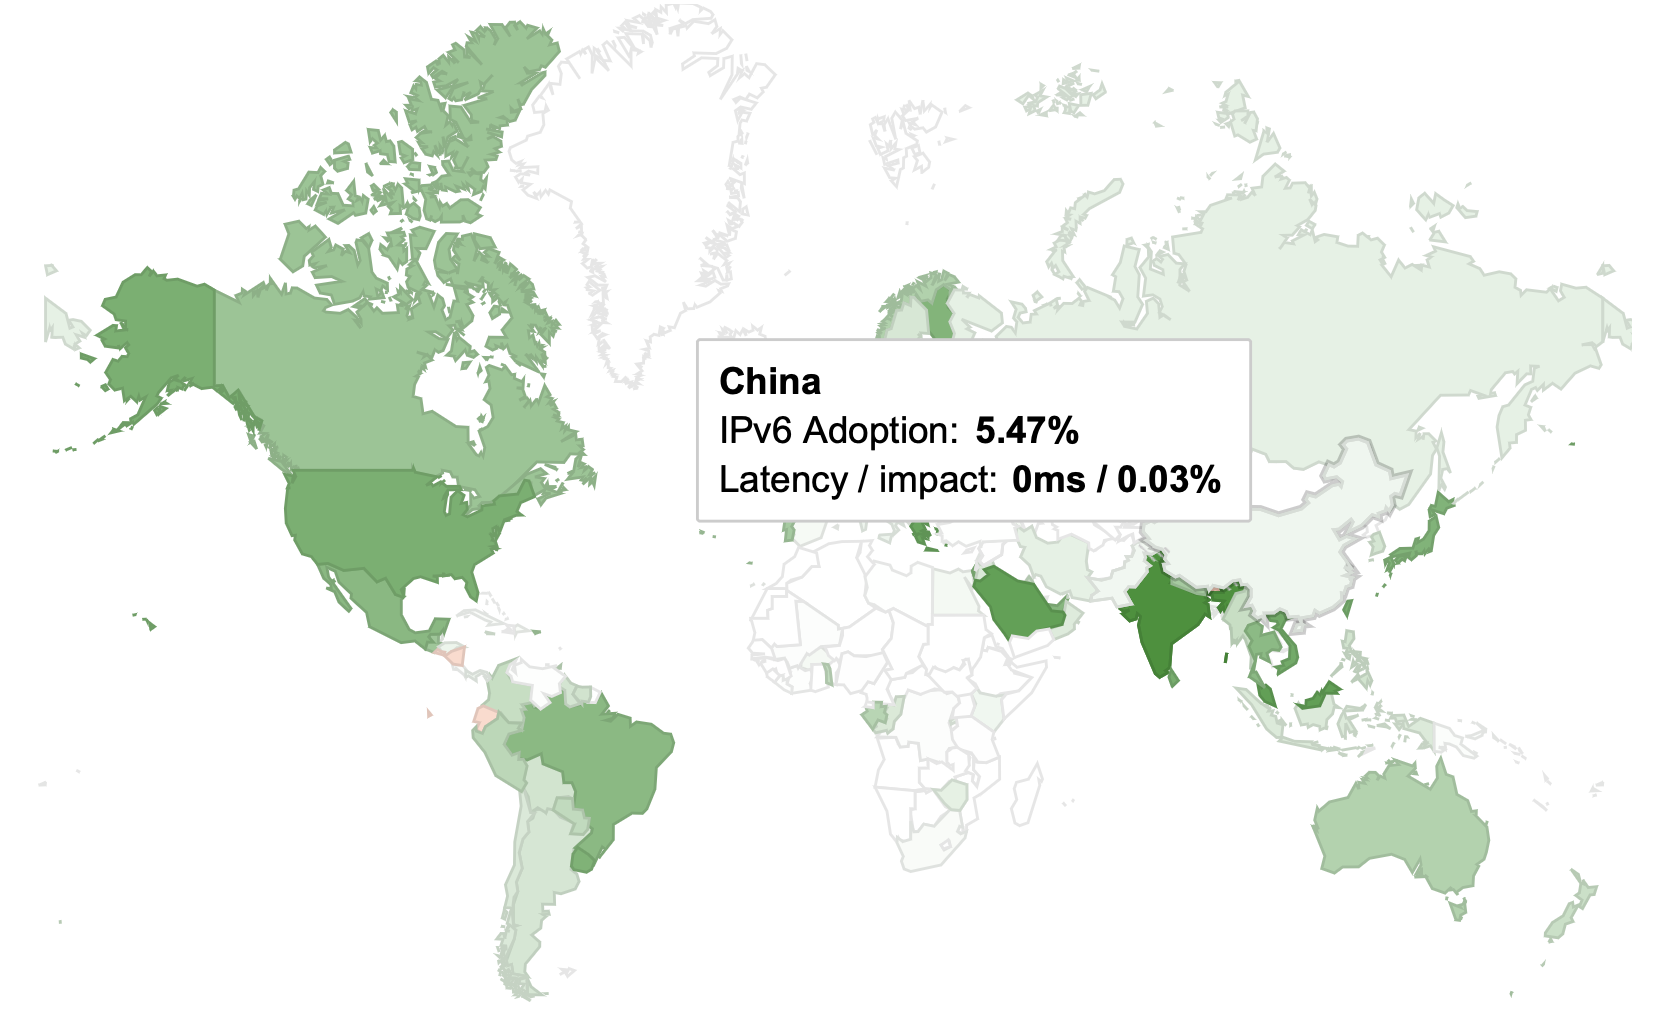 China
IPv6 Adoption: 5.47%
Latency / impact: 0ms / 0.03%